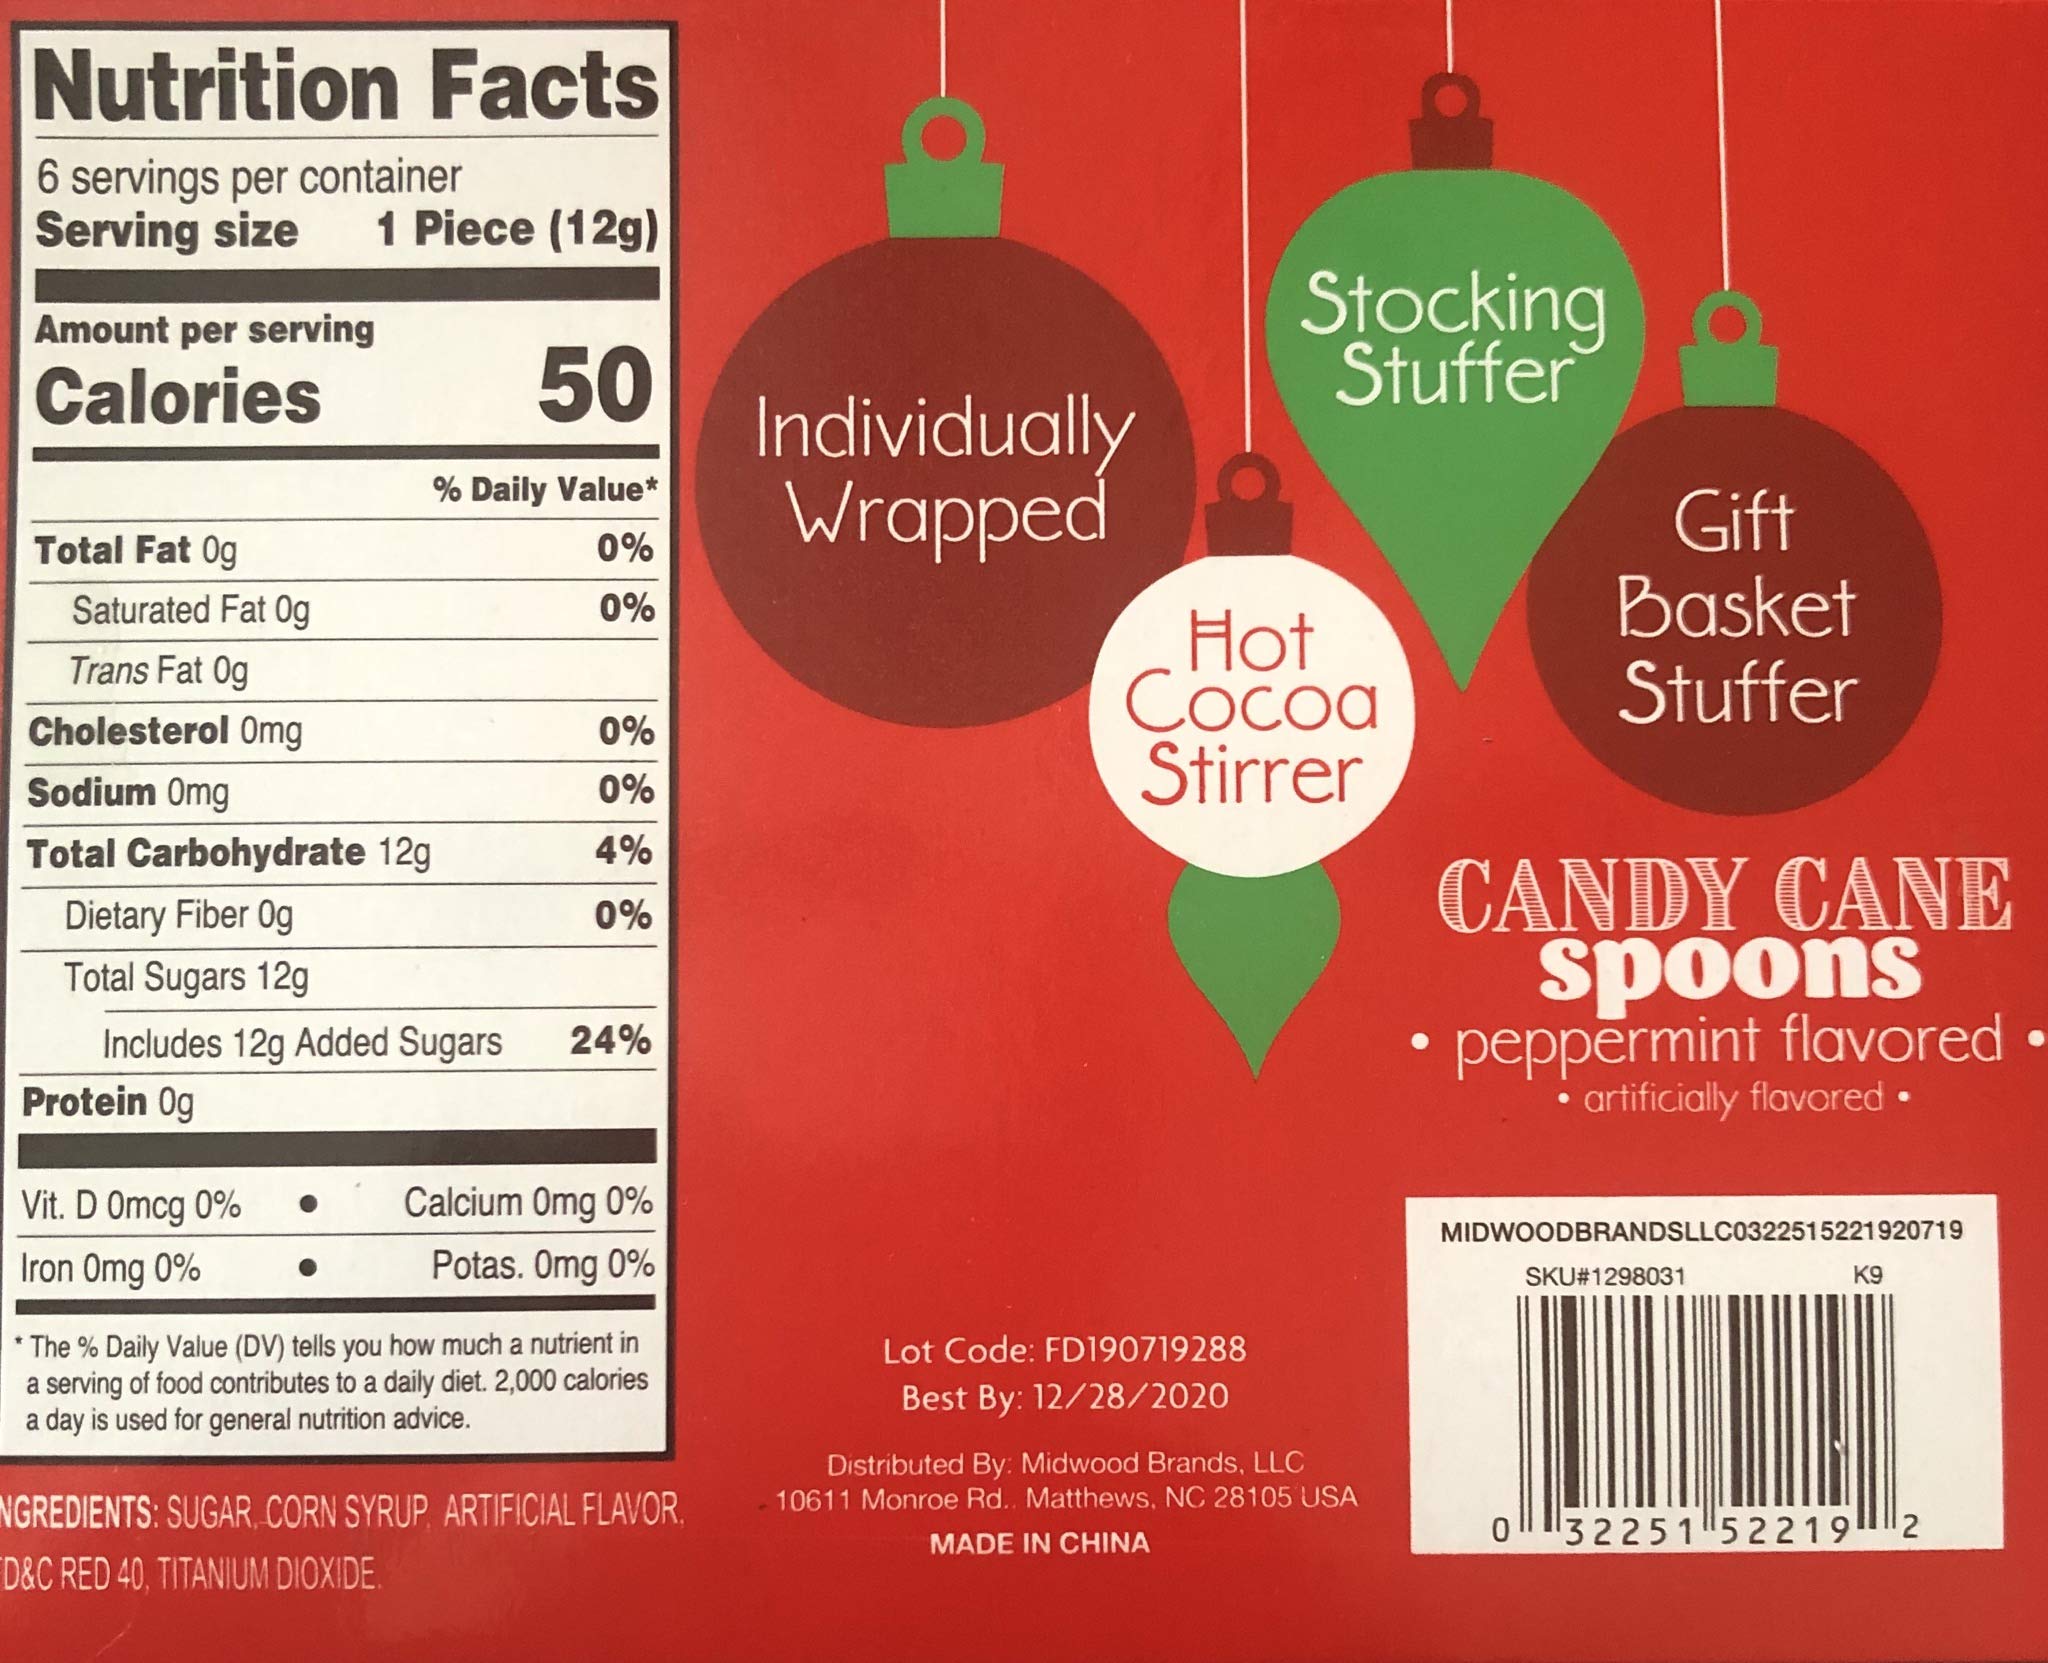 Nutrition Facts
6 servings per container
Serving size 1 Piece (12g)
Amount per serving
Calories 50
% Daily Value*
Total Fat 0g 0%
Saturated Fat 0g 0%
Trans Fat 0g
Cholesterol 0mg 0%
Sodium 0mg 0%
Total Carbohydrate 12g 4%
Dietary Fiber 0g 0%
Total Sugars 12g
Includes 12g Added Sugars 24%
Protein 0g
Vit. D 0mcg 0% • Calcium 0mg 0%
Iron 0mg 0% • Potas. 0mg 0%
* The % Daily Value (DV) tells you how much a nutrient in
a serving of food contributes to a daily diet. 2,000 calories
a day is used for general nutrition advice.
NGREDIENTS: SUGAR, CORN SYRUP, ARTIFICIAL FLAVOR,
D&C RED 40, TITANIUM DIOXIDE.
Individually
Wrapped
Hot
Cocoa
Stirrer
Stocking
Stuffer
Gift
Basket
Stuffer
CANDY CANE
spoons
• peppermint flavored •
• artificially flavored •
Lot Code: FD190719288
Best By: 12/28/2020
Distributed By: Midwood Brands, LLC
10611 Monroe Rd., Matthews, NC 28105 USA
MADE IN CHINA
MIDWOODBRANDSLLC0322515221920719
SKU#1298031 K9
0 32251 52219 2